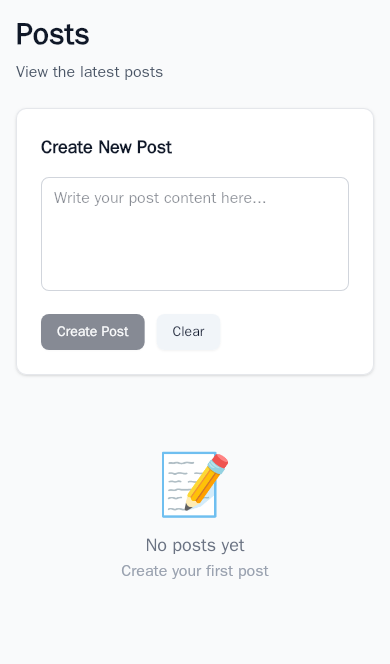 Posts
View the latest posts
Create New Post
Write your post content here...
Create Post
Clear
No posts yet
Create your first post